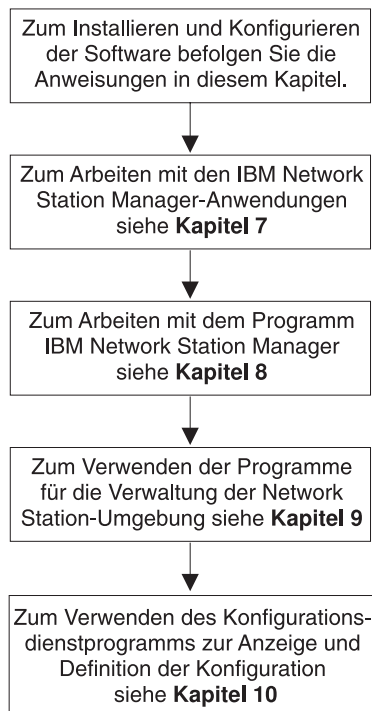 Zum Installieren und Konfigurieren
der Software befolgen Sie die
Anweisungen in diesem Kapitel.
Zum Arbeiten mit den IBM Network
Station Manager-Anwendungen
siehe Kapitel 7
Zum Arbeiten mit dem Programm
IBM Network Station Manager
siehe Kapitel 8
Zum Verwenden der Programme
für die Verwaltung der Network
Station-Umgebung siehe Kapitel 9
Zum Verwenden des Konfigurations-
dienstprogramms zur Anzeige und
Definition der Konfiguration
siehe Kapitel 10